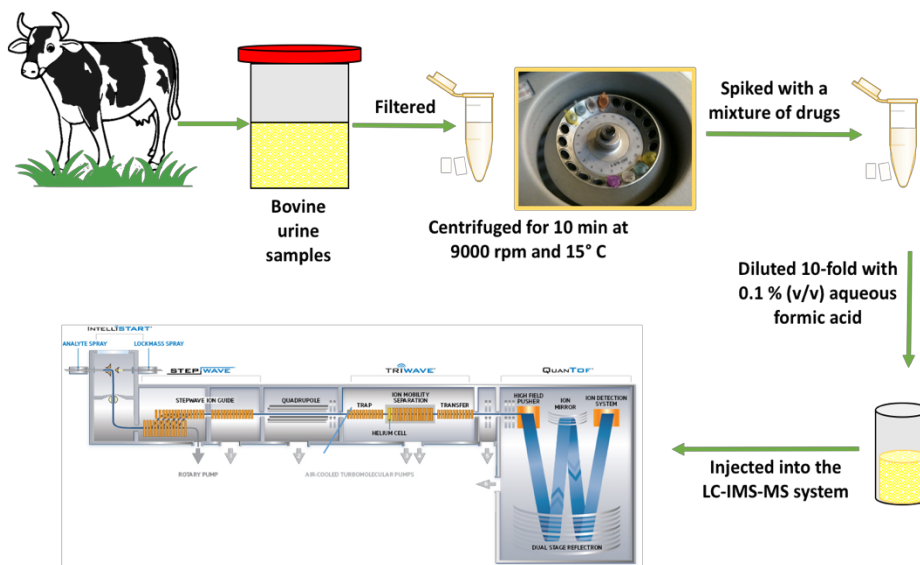 Filtered
Spiked with a
mixture of drugs
Bovine
urine
samples
Centrifuged for 10 min at
9000 rpm and 15° C
Diluted 10-fold with
0.1 % (v/v) aqueous
formic acid
INTELLISTART
ANALYTE SPRAY
LOCKMASS SPRAY
STEPWAVE
TRIWAVE
QUANTOF
STEPWAVE ION GUIDE
QUADRUPOLE
TRAP
ION MOBILITY
SEPARATION
TRANSFER
HELIUM CELL
HIGH FIELD
PUSHER
ION
MIRROR
ION DETECTION
SYSTEM
ROTARY PUMP
AIR-COOLED TURBOMOLECULAR PUMPS
DUAL STAGE REFLECTRON
Injected into the
LC-IMS-MS system